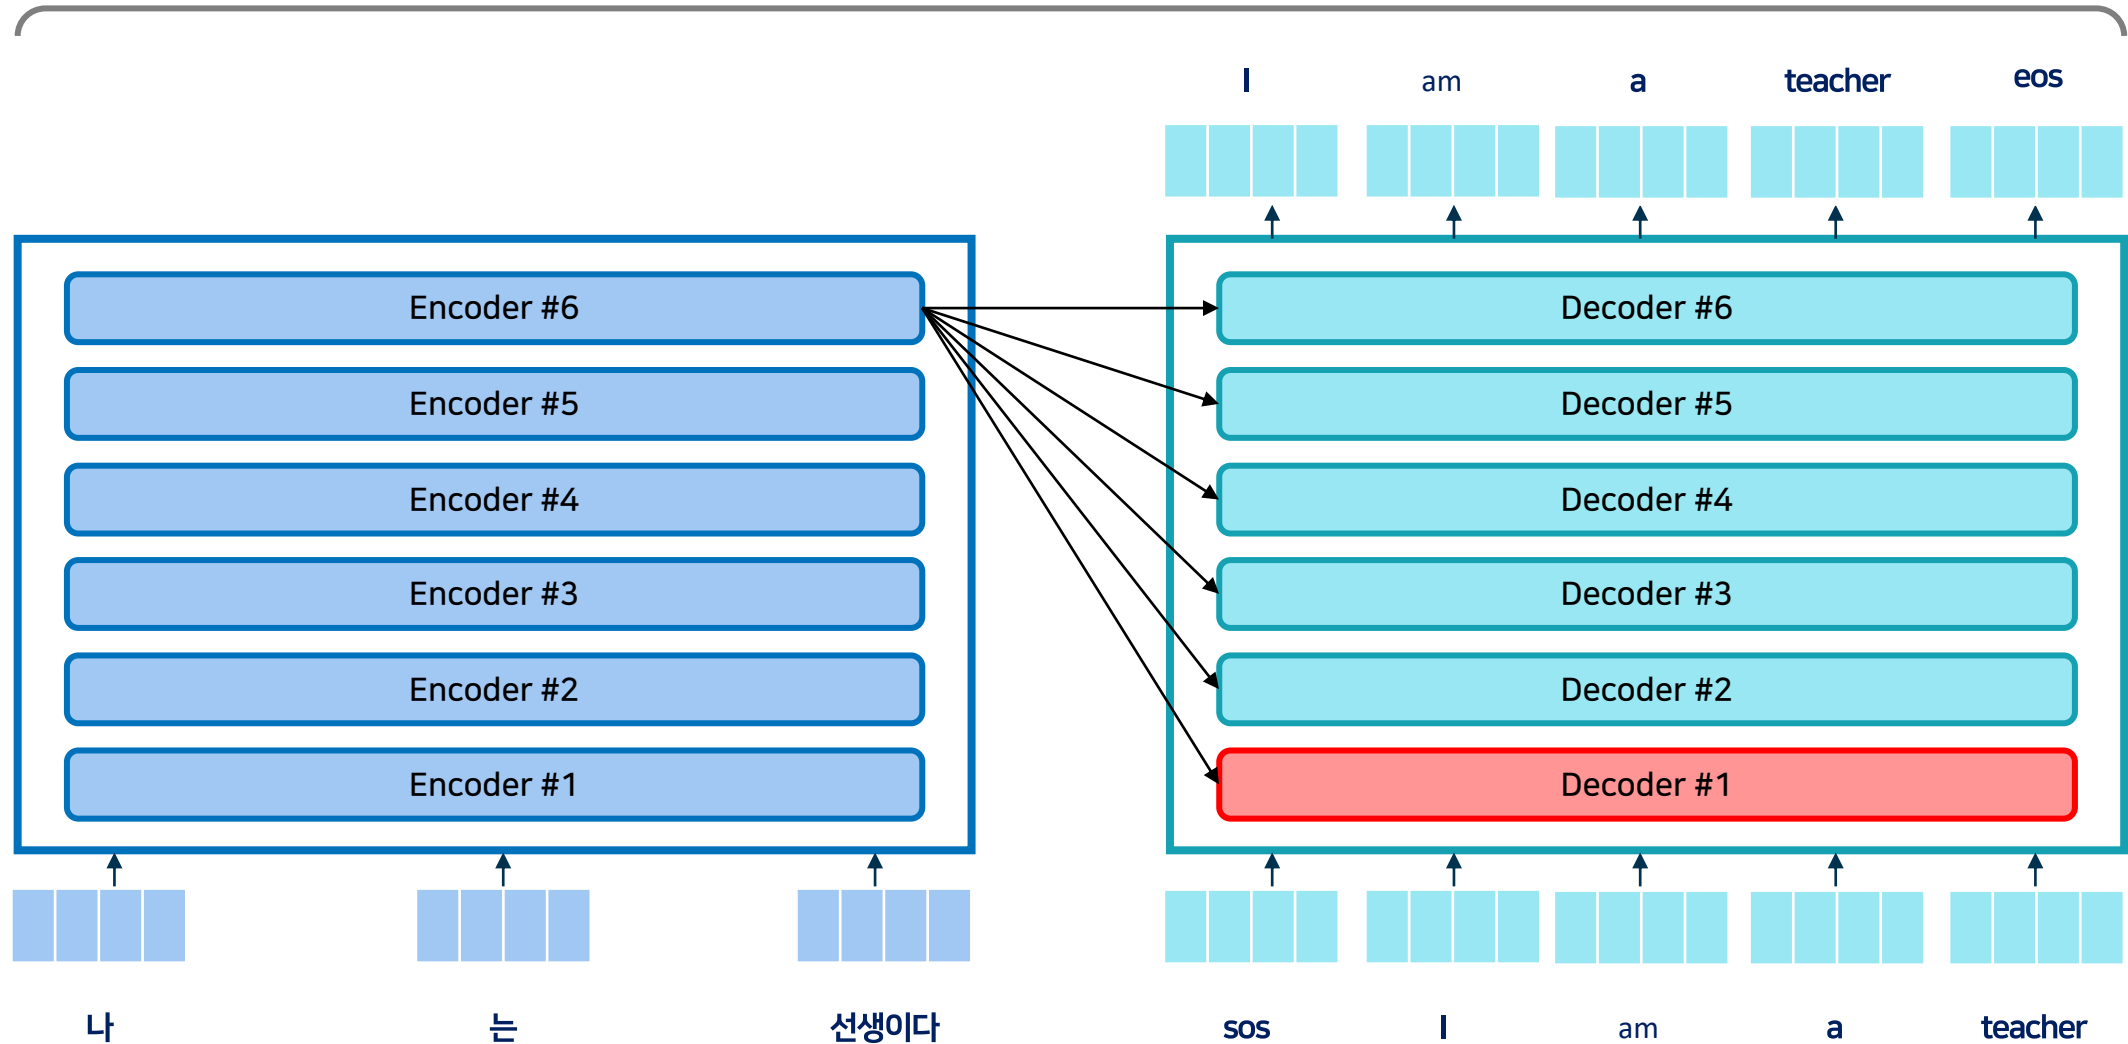 I am a teacher eos
Encoder #6
Encoder #5
Encoder #4
Encoder #3
Encoder #2
Encoder #1
나 는 선생이다
Decoder #6
Decoder #5
Decoder #4
Decoder #3
Decoder #2
Decoder #1
sos I am a teacher